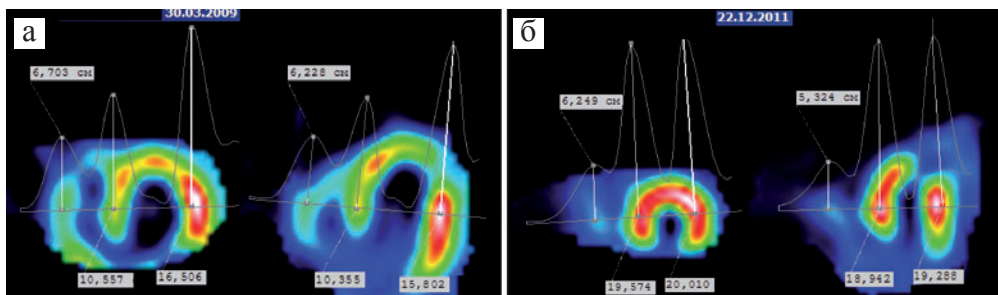 а
30.03.2009
6,703 см
6,228 см
10,557
16,506
10,355
15,802
б
22.12.2011
6,249 см
5,324 см
19,574
20,010
18,942
19,288